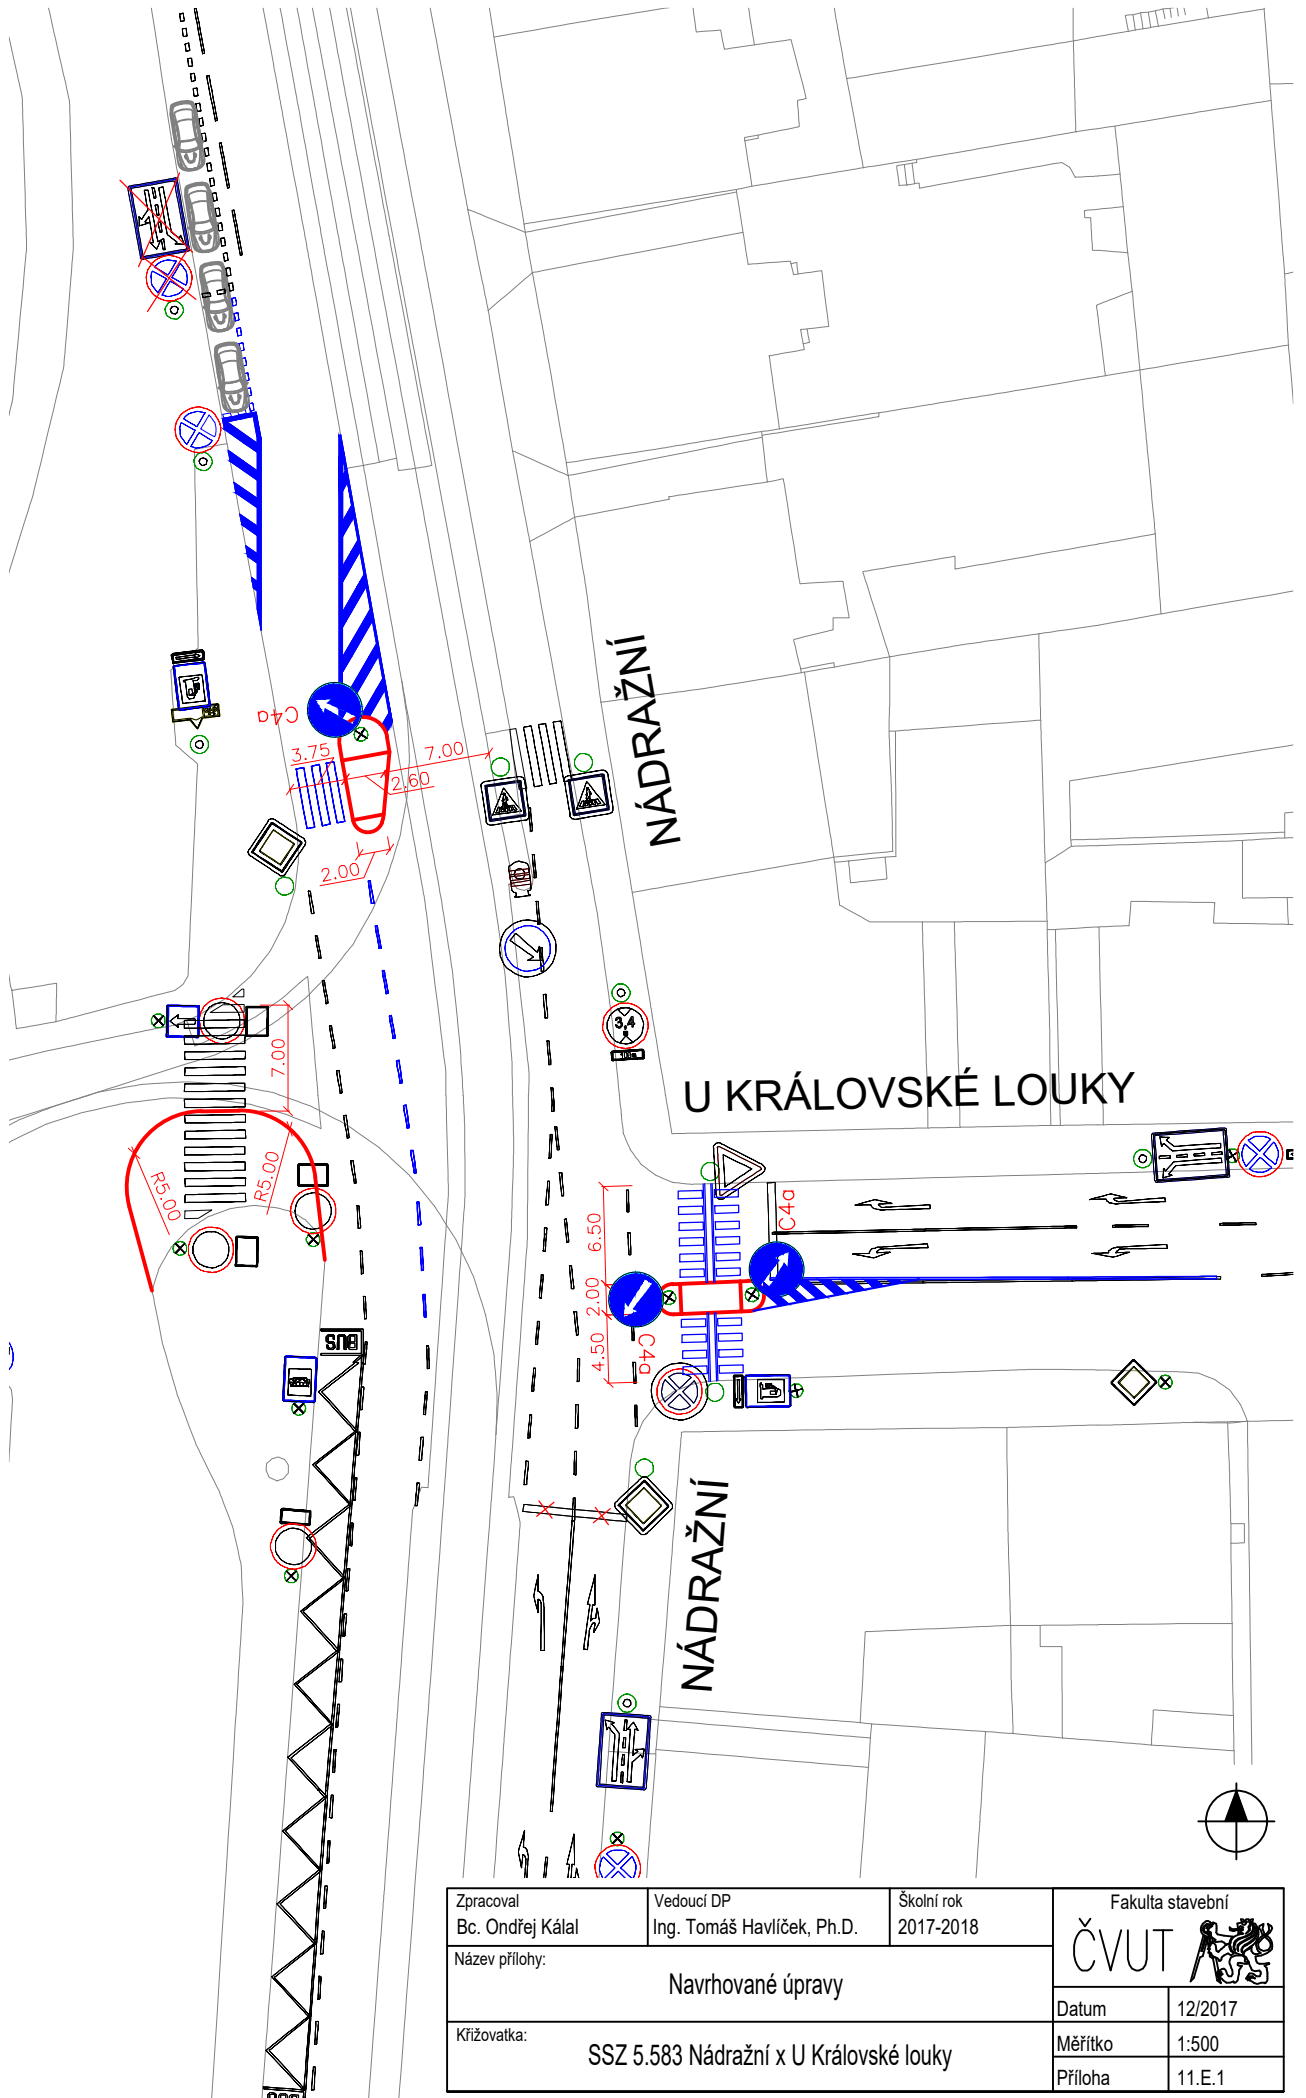 C4a
3.75
7.00
2.60
2.00
NÁDRAŽNÍ
3,4
7.00
U KRÁLOVSKÉ LOUKY
R5.00
R5.00
C4a
6.50
2.00
4.50
C4a
BUS
NÁDRAŽNÍ
Zpracoval
Bc. Ondřej Kálal
Vedoucí DP
Ing. Tomáš Havlíček, Ph.D.
Školní rok
2017-2018
Fakulta stavební
ČVUT
Název přílohy:
Navrhované úpravy
Datum 12/2017
Křižovatka:
SSZ 5.583 Nádražní x U Královské louky
Měřítko 1:500
Příloha 11.E.1